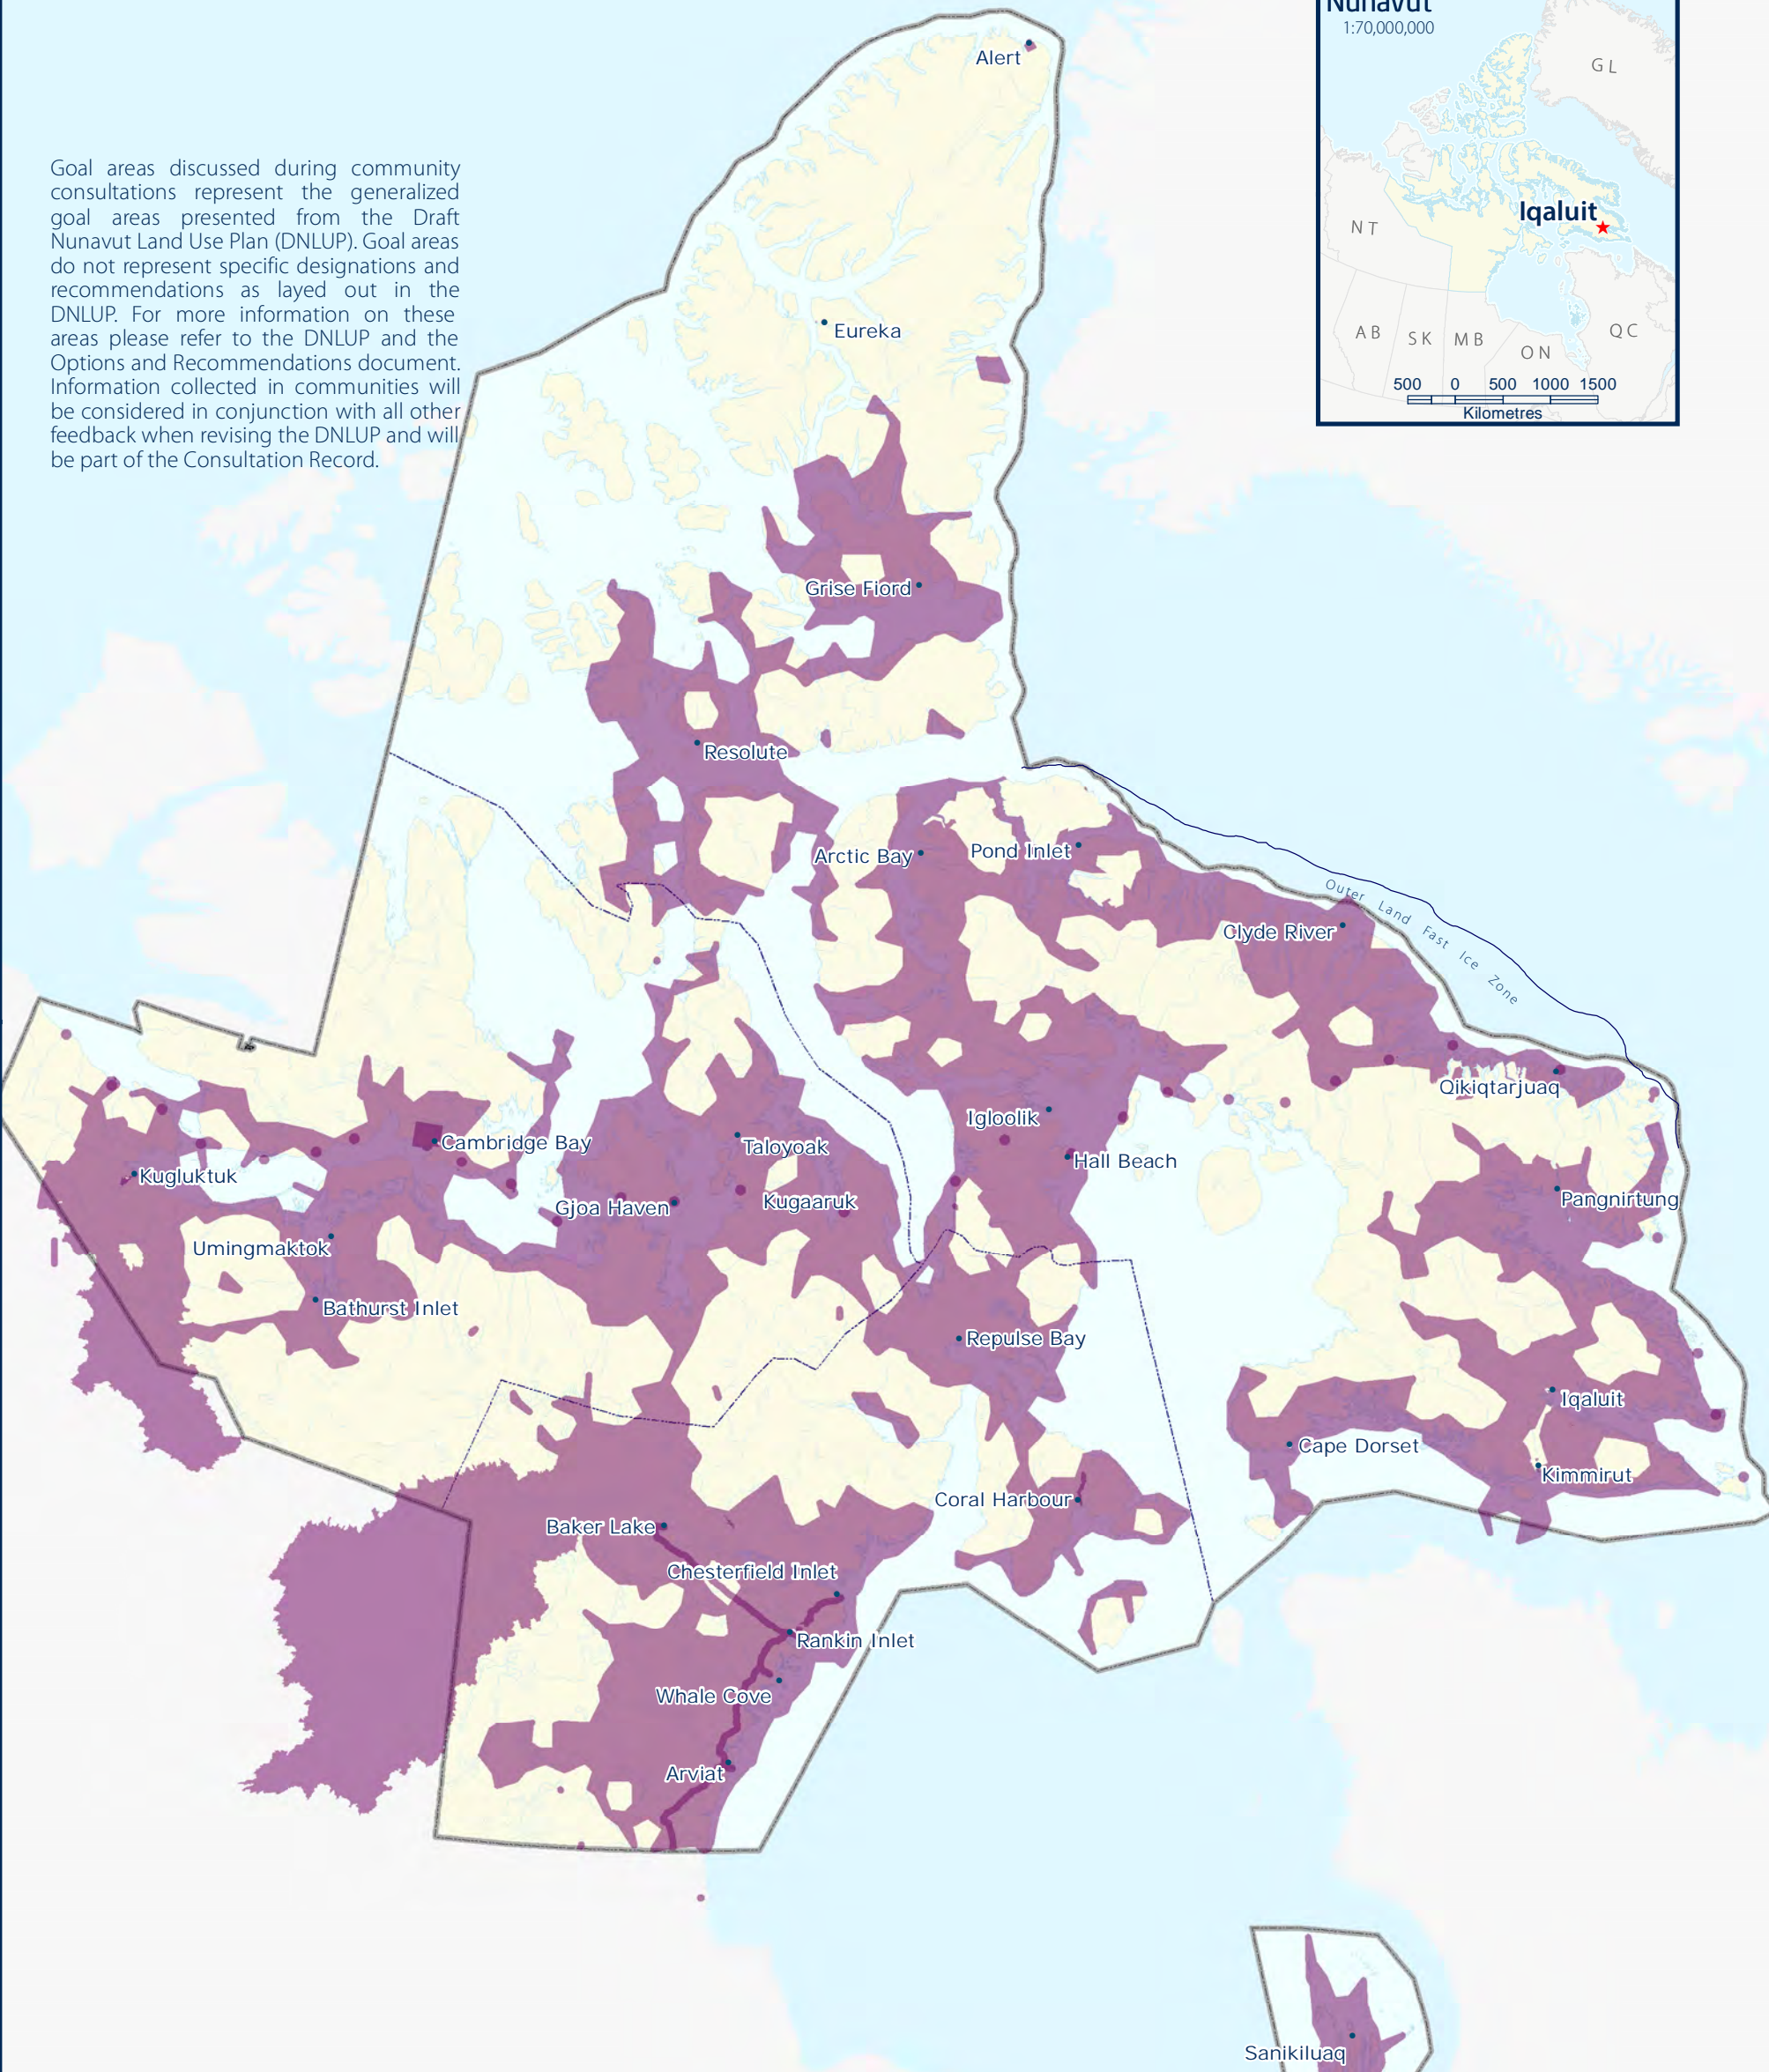 Nunavut
1:70,000,000
GL
NT
Iqaluit
AB
SK
MB
ON
QC
500 0 500 1000 1500
Kilometres
Goal areas discussed during community
consultations represent the generalized
goal areas presented from the Draft
Nunavut Land Use Plan (DNLUP). Goal areas
do not represent specific designations and
recommendations as layed out in the
DNLUP. For more information on these
areas please refer to the DNLUP and the
Options and Recommendations document.
Information collected in communities will
be considered in conjunction with all other
feedback when revising the DNLUP and will
be part of the Consultation Record.
Alert
Eureka
Grise Fiord
Resolute
Arctic Bay
Pond Inlet
Outer Land Fast Ice Zone
Clyde River
Qikiqtarjuaq
Igloolik
Cambridge Bay
Taloyoak
Hall Beach
Kugluktuk
Gjoa Haven
Kugaaruk
Pangnirtung
Umingmaktok
Bathurst Inlet
Repulse Bay
Iqaluit
Cape Dorset
Kimmirut
Coral Harbour
Baker Lake
Chesterfield Inlet
Rankin Inlet
Whale Cove
Arviat
Sanikiluaq